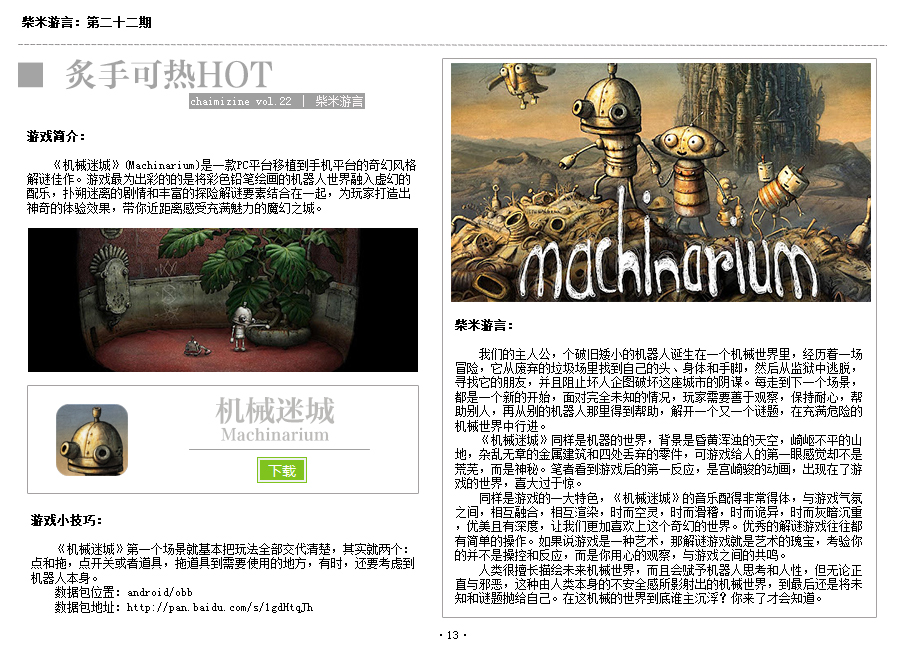 柴米游言：第二十二期
炙手可热HOT
chaimizine vol.22 | 柴米游言
游戏简介：
《机械迷城》(Machinarium)是一款PC平台移植到手机平台的奇幻风格
解谜佳作。游戏最为出彩的的是将彩色铅笔绘画的机器人世界融入虚幻的
配乐，扑朔迷离的剧情和丰富的探险解谜要素结合在一起，为玩家打造出
神奇的体验效果，带你近距离感受充满魅力的魔幻之城。
机械迷城
Machinarium
下载
游戏小技巧：
《机械迷城》第一个场景就基本把玩法全部交代清楚，其实就两个：
点和拖，点开关或者道具，拖道具到需要使用的地方，有时，还要考虑到
机器人本身。
数据包位置：android/obb
数据包地址：http://pan.baidu.com/s/1gdHtqJh
machinarium
柴米游言：
我们的主人公，个破旧矮小的机器人诞生在一个机械世界里，经历着一场
冒险，它从废弃的垃圾场里找到自己的头、身体和手脚，然后从监狱中逃脱，
寻找它的朋友，并且阻止坏人企图破坏这座城市的阴谋。每走到下一个场景，
都是一个新的开始，面对完全未知的情况，玩家需要善于观察，保持耐心，帮
助别人，再从别的机器人那里得到帮助，解开一个又一个谜题，在充满危险的
机械世界中行进。
《机械迷城》同样是机器的世界，背景是昏黄浑浊的天空，崎岖不平的山
地，杂乱无章的金属建筑和四处丢弃的零件，可游戏给人的第一眼感觉却不是
荒芜，而是神秘。笔者看到游戏后的第一反应，是宫崎骏的动画，出现在了游
戏的世界，喜大过于惊。
同样是游戏的一大特色，《机械迷城》的音乐配得非常得体，与游戏气氛
之间，相互融合，相互渲染，时而空灵，时而滑稽，时而诡异，时而灰暗沉重
，优美且有深度，让我们更加喜欢上这个奇幻的世界。优秀的解谜游戏往往都
有简单的操作。如果说游戏是一种艺术，那解谜游戏就是艺术的瑰宝，考验你
的并不是操控和反应，而是你用心的观察，与游戏之间的共鸣。
人类很擅长描绘未来机械世界，而且会赋予机器人思考和人性，但无论正
直与邪恶，这种由人类本身的不安全感所影射出的机械世界，到最后还是将未
知和谜题抛给自己。在这机械的世界到底谁主沉浮？你来了才会知道。
·13·